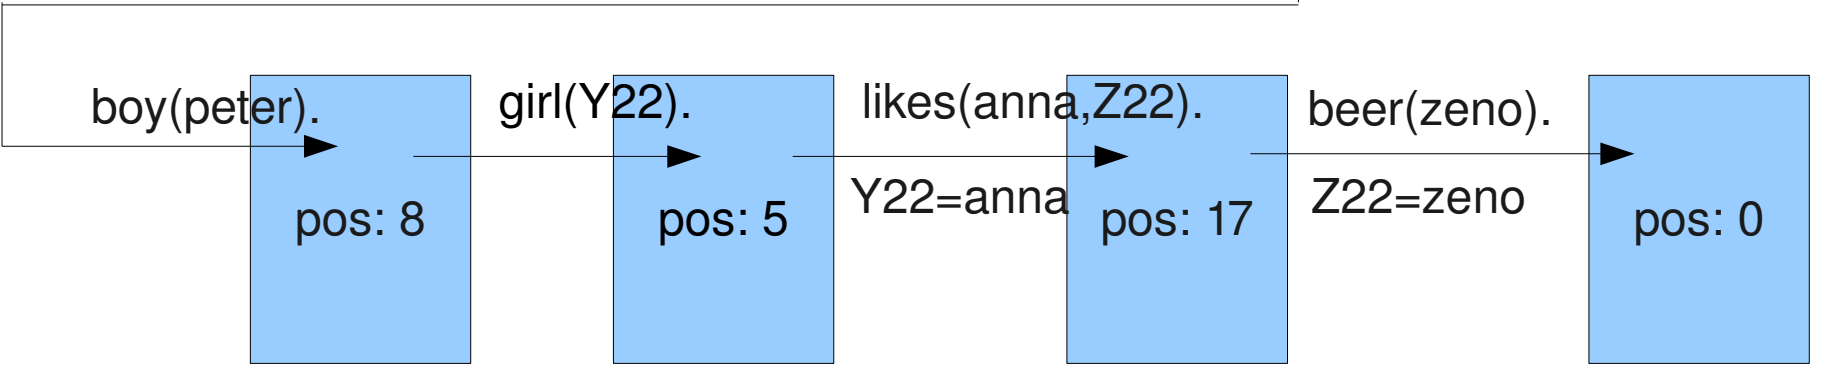 boy(peter).
girl(Y22).
likes(anna,Z22).
beer(zeno).
Y22=anna
Z22=zeno
pos: 8
pos: 5
pos: 17
pos: 0